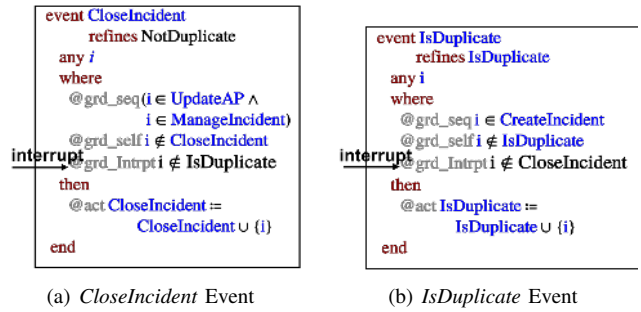 event CloseIncident
refines NotDuplicate
any i
where
@grd_seq(i ∈ UpdateAP ∧
i ∈ ManageIncident)
@grd_self i ∉ CloseIncident
interrupt
@grd_Intrpt i ∉ IsDuplicate
then
@act CloseIncident :=
CloseIncident ∪ {i}
end
(a) CloseIncident Event
event IsDuplicate
refines IsDuplicate
any i
where
@grd_seq i ∈ CreateIncident
@grd_self i ∉ IsDuplicate
interrupt
@grd_Intrpt i ∉ CloseIncident
then
@act IsDuplicate :=
IsDuplicate ∪ {i}
end
(b) IsDuplicate Event